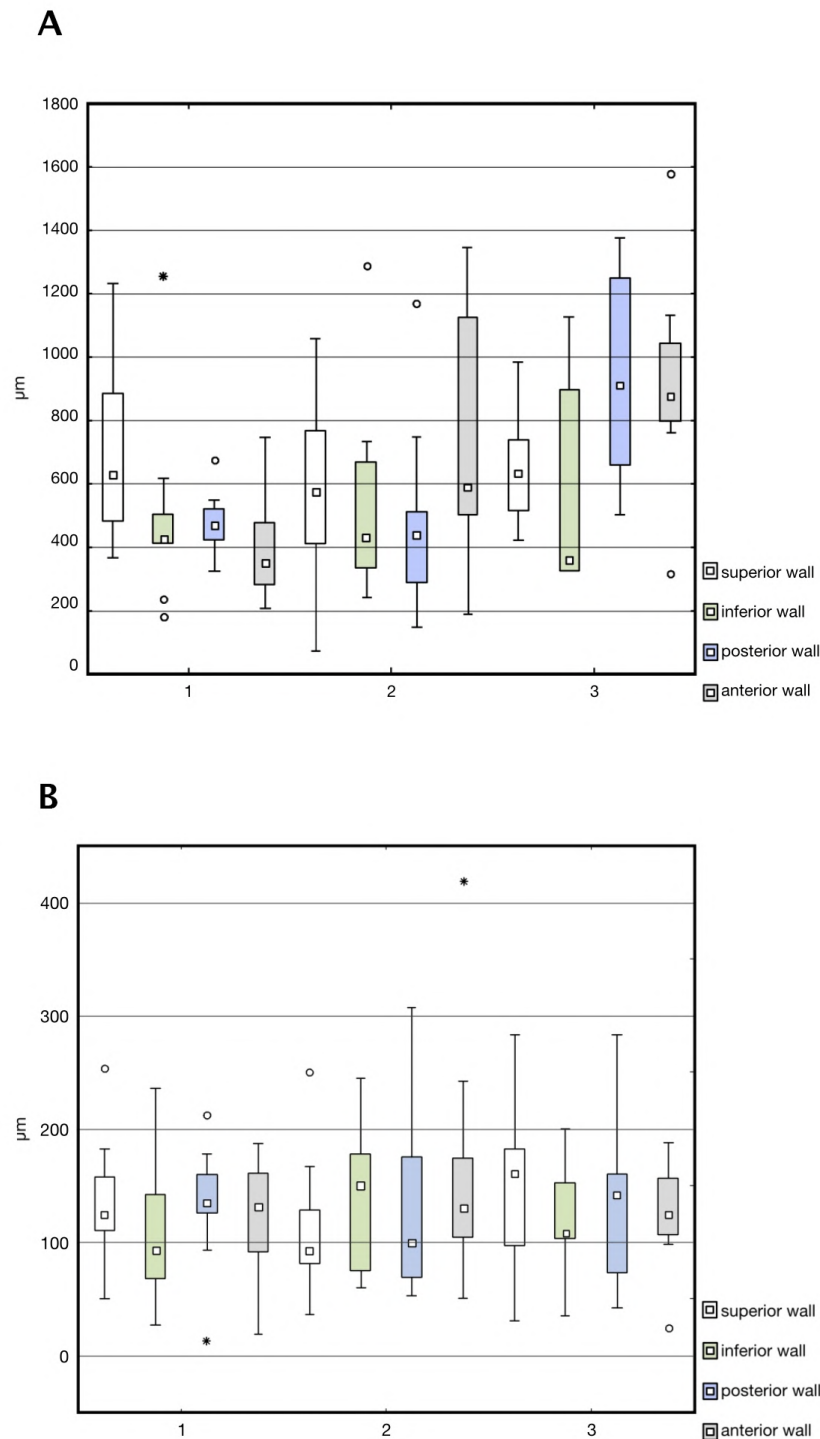 A
1800
1600
1400
1200
1000
800
600
400
200
0
µm
1
2
3
superior wall
inferior wall
posterior wall
anterior wall
B
400
300
200
100
0
µm
1
2
3
superior wall
inferior wall
posterior wall
anterior wall